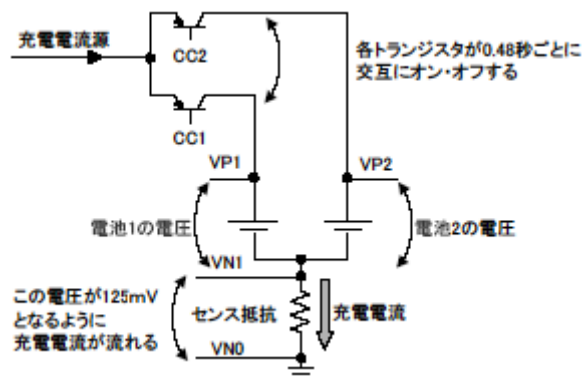 充電電流源
CC2
CC1
各トランジスタが0.48秒ごとに
交互にオン・オフする
VP1
VP2
電池1の電圧
電池2の電圧
VN1
この電圧が125mV
となるように
充電電流が流れる
センス抵抗
充電電流
VN0